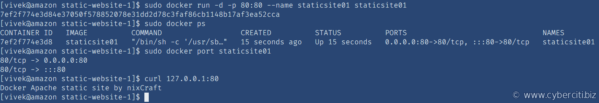 [vivek@amazon static-website-1]$ sudo docker run -d -p 80:80 --name staticsite01 staticsite01
[vivek@amazon static-website-1]$ sudo docker ps
CONTAINER ID IMAGE COMMAND CREATED STATUS PORTS NAMES
7ef2f774e3d8 staticsite01 "/bin/sh -c '/usr/sb…" 15 seconds ago Up 15 seconds 0.0.0.0:80->80/tcp, :::80->80/tcp staticsite01
[vivek@amazon static-website-1]$ sudo docker port staticsite01
80/tcp -> 0.0.0.0:80
80/tcp -> :::80
[vivek@amazon static-website-1]$ curl 127.0.0.1:80
Docker Apache static site by nixCraft
[vivek@amazon static-website-1]$
© www.cyberciti.biz